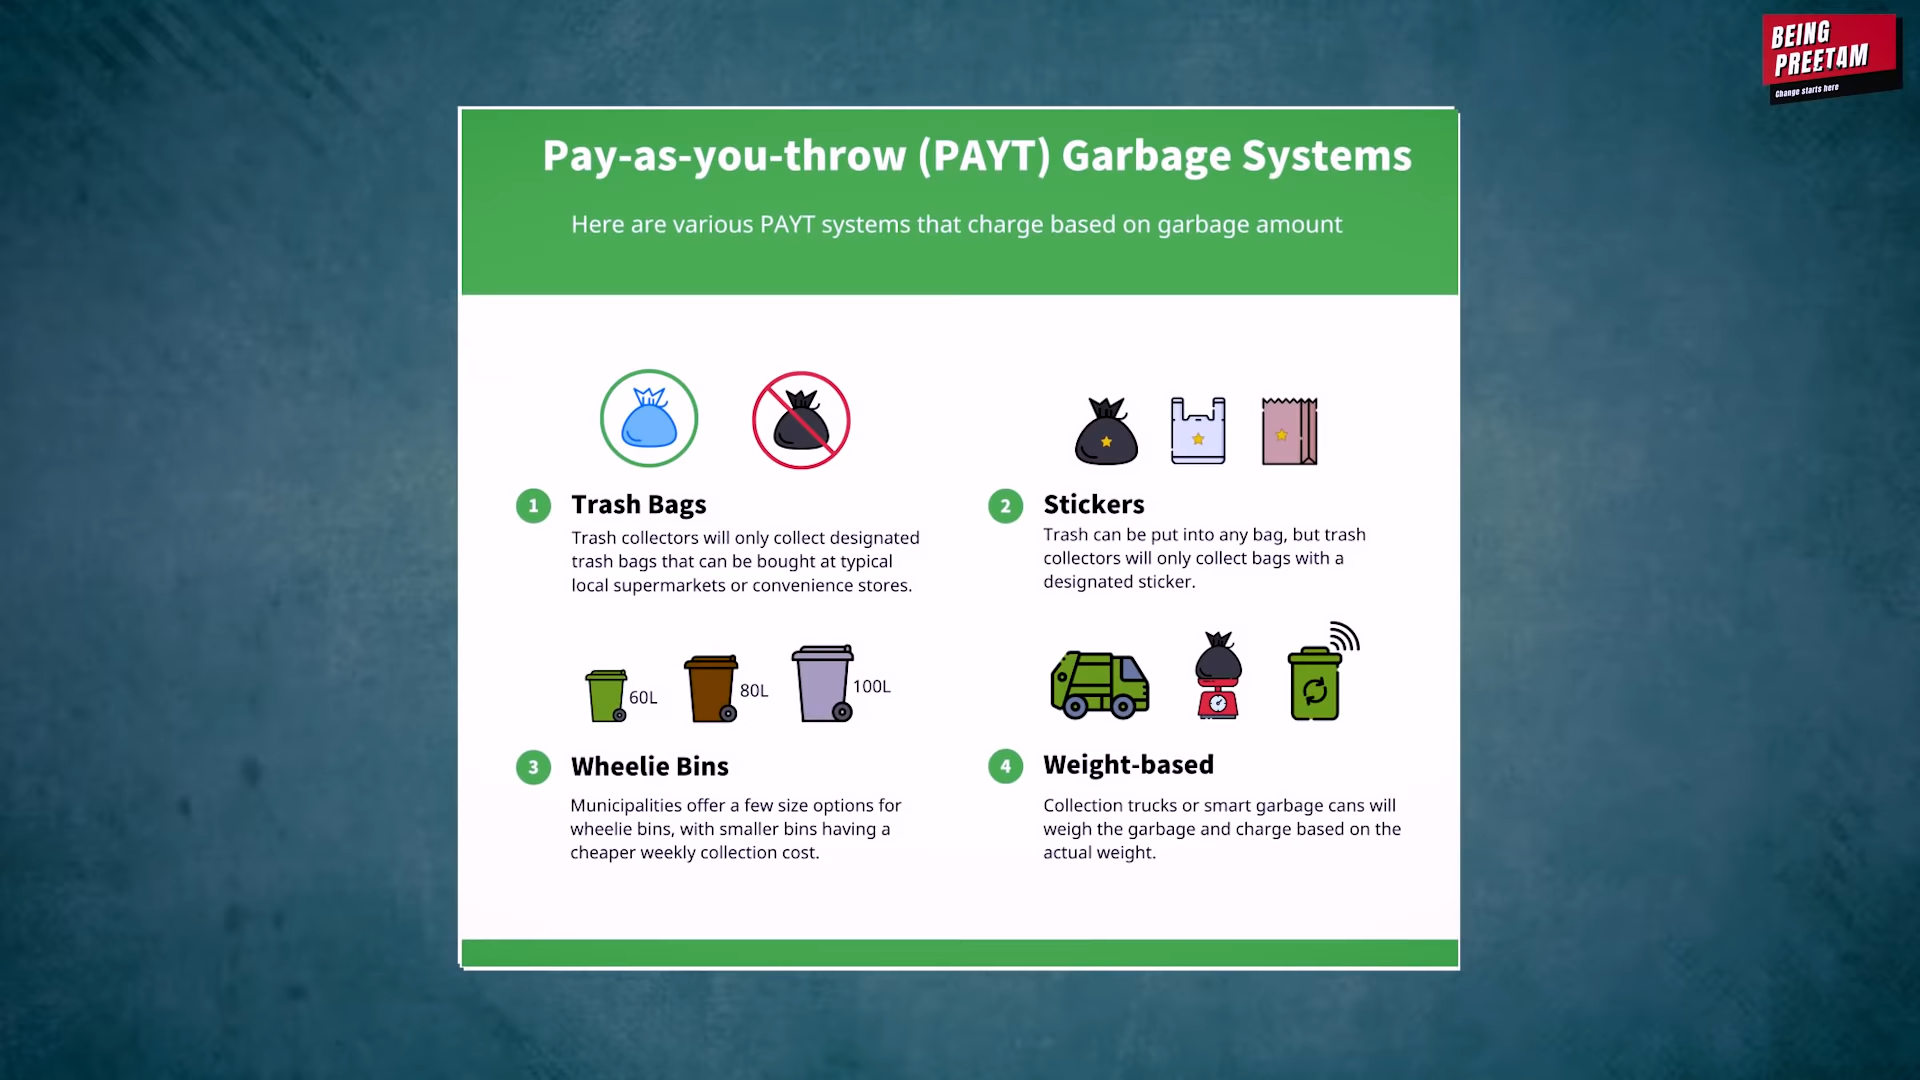 BEING
PREETAM
Change starts here
Pay-as-you-throw (PAYT) Garbage Systems
Here are various PAYT systems that charge based on garbage amount
1 Trash Bags
Trash collectors will only collect designated
trash bags that can be bought at typical
local supermarkets or convenience stores.
2 Stickers
Trash can be put into any bag, but trash
collectors will only collect bags with a
designated sticker.
60L 80L 100L
3 Wheelie Bins
Municipalities offer a few size options for
wheelie bins, with smaller bins having a
cheaper weekly collection cost.
4 Weight-based
Collection trucks or smart garbage cans will
weigh the garbage and charge based on the
actual weight.